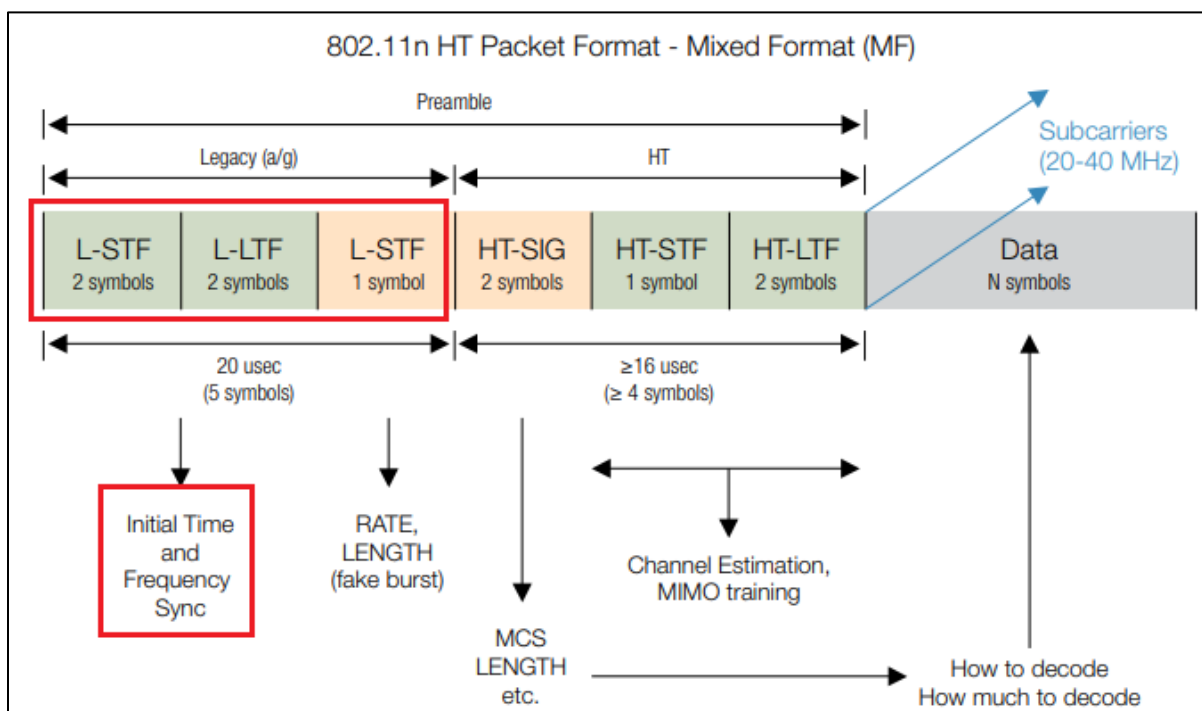 802.11n HT Packet Format - Mixed Format (MF)
Preamble
Legacy (a/g)
HT
Subcarriers
(20-40 MHz)
L-STF
2 symbols
L-LTF
2 symbols
L-STF
1 symbol
HT-SIG
2 symbols
HT-STF
1 symbol
HT-LTF
2 symbols
Data
N symbols
20 usec
(5 symbols)
≥16 usec
(≥ 4 symbols)
Initial Time
and
Frequency
Sync
RATE,
LENGTH
(fake burst)
Channel Estimation,
MIMO training
MCS
LENGTH
etc.
How to decode
How much to decode